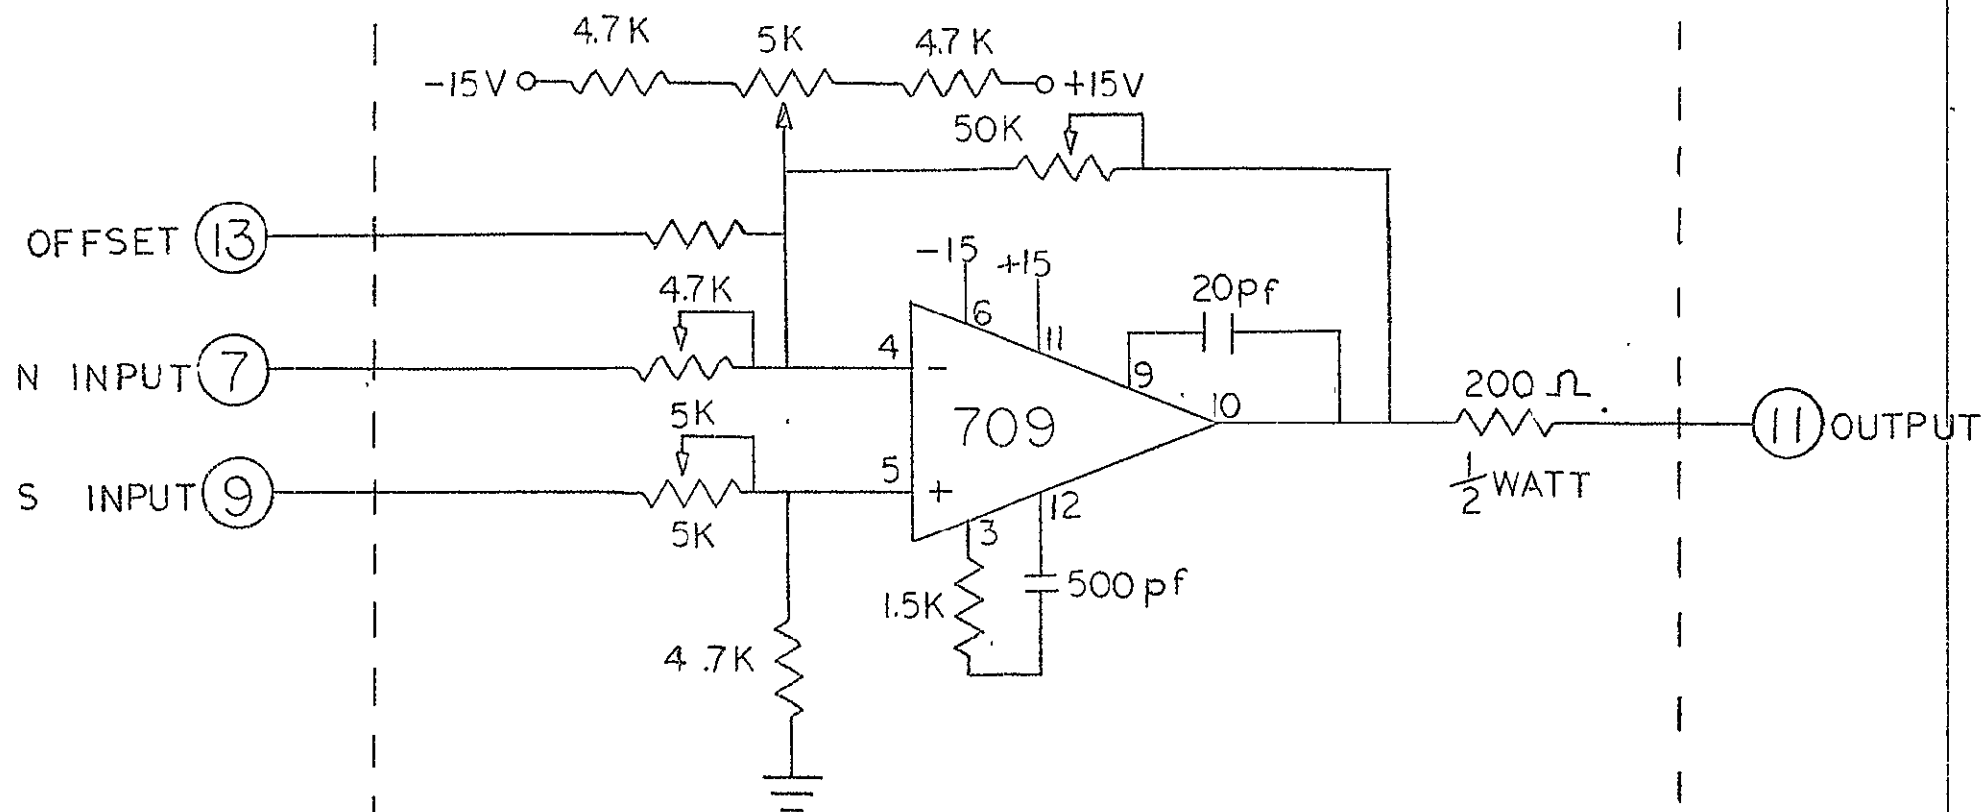 4.7K
5K
4.7K
-15V
+15V
50K
OFFSET 13
-15
+15
4.7K
20pf
6
11
4
9
N INPUT 7
-
200 Ω
10
5K
709
11 OUTPUT
5
S INPUT 9
+
1/2 WATT
12
5K
3
500pf
1.5K
4.7K